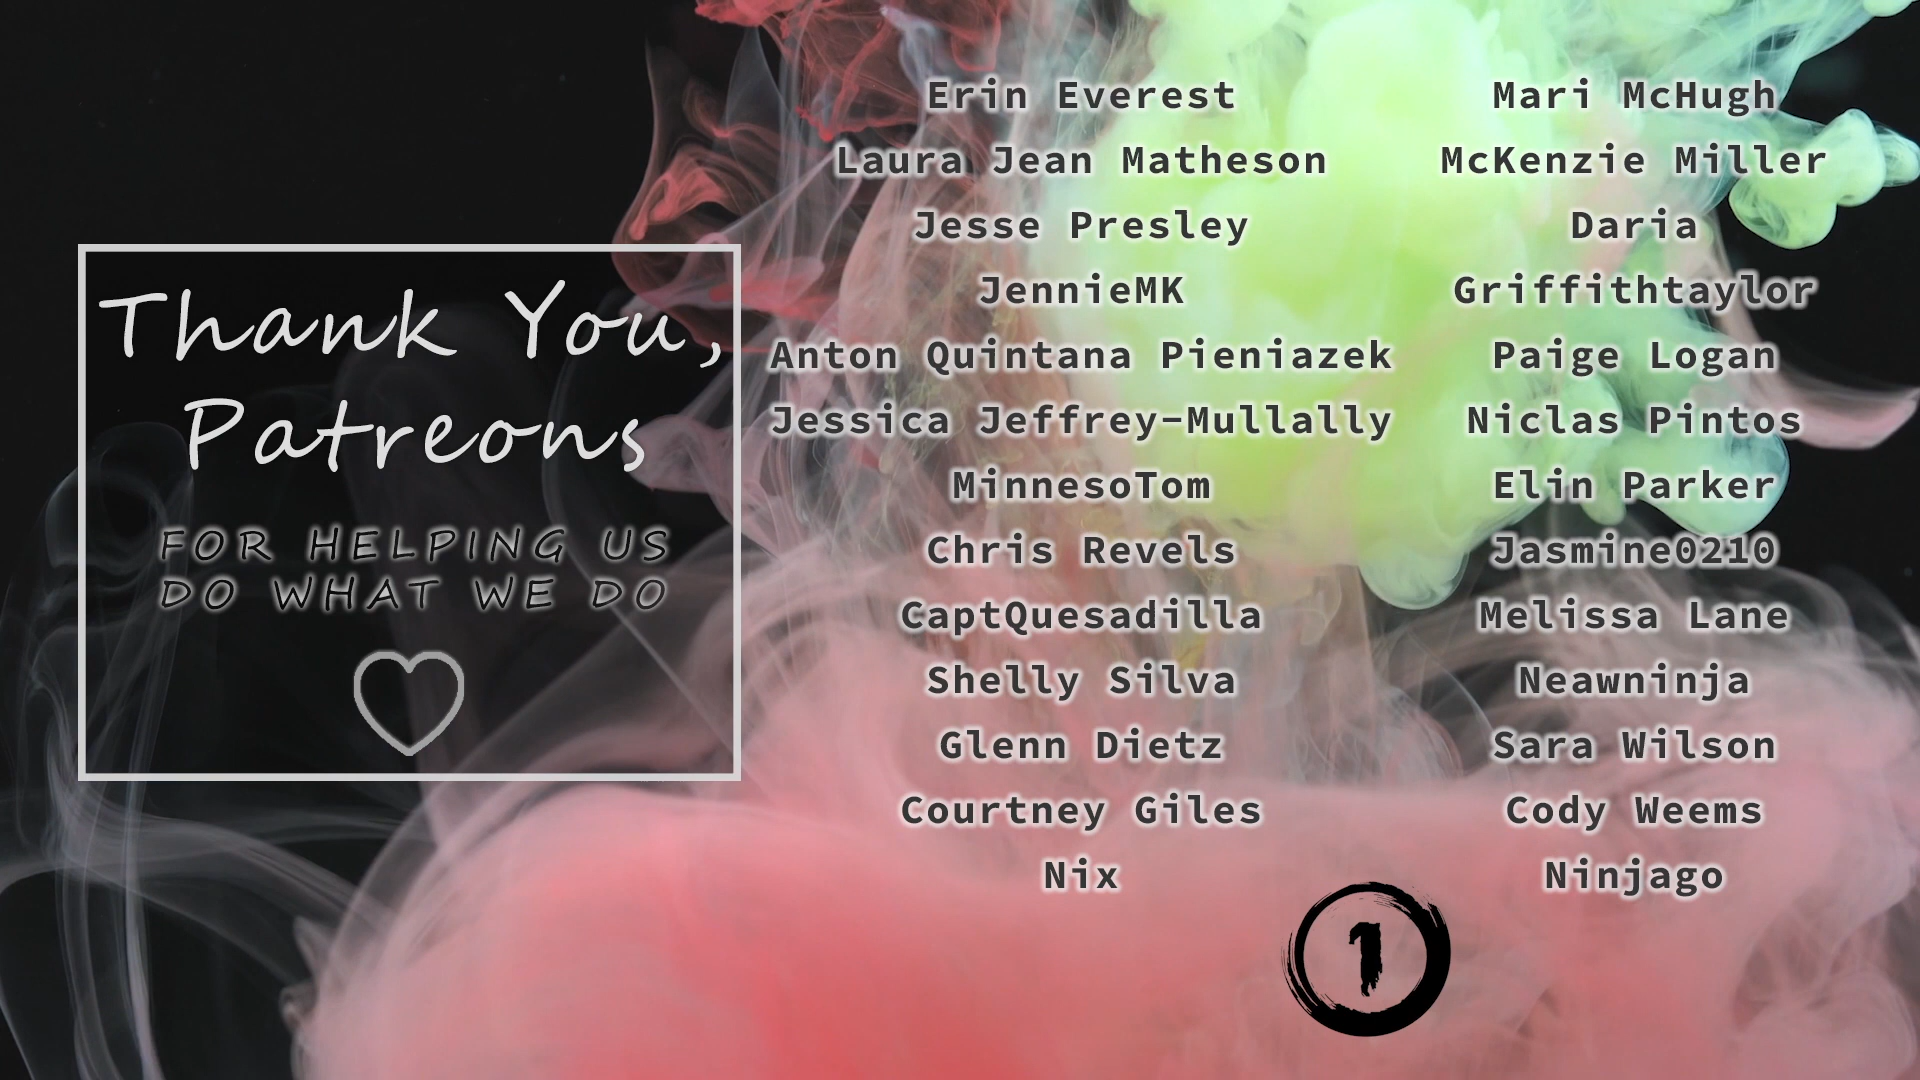 Thank You,
Patreons
FOR HELPING US
DO WHAT WE DO
Erin Everest
Laura Jean Matheson
Jesse Presley
JennieMK
Anton Quintana Pieniazek
Jessica Jeffrey-Mullally
MinnesoTom
Chris Revels
CaptQuesadilla
Shelly Silva
Glenn Dietz
Courtney Giles
Nix
Mari McHugh
McKenzie Miller
Daria
Griffithtaylor
Paige Logan
Niclas Pintos
Elin Parker
Jasmine0210
Melissa Lane
Neawninja
Sara Wilson
Cody Weems
Ninjago
1